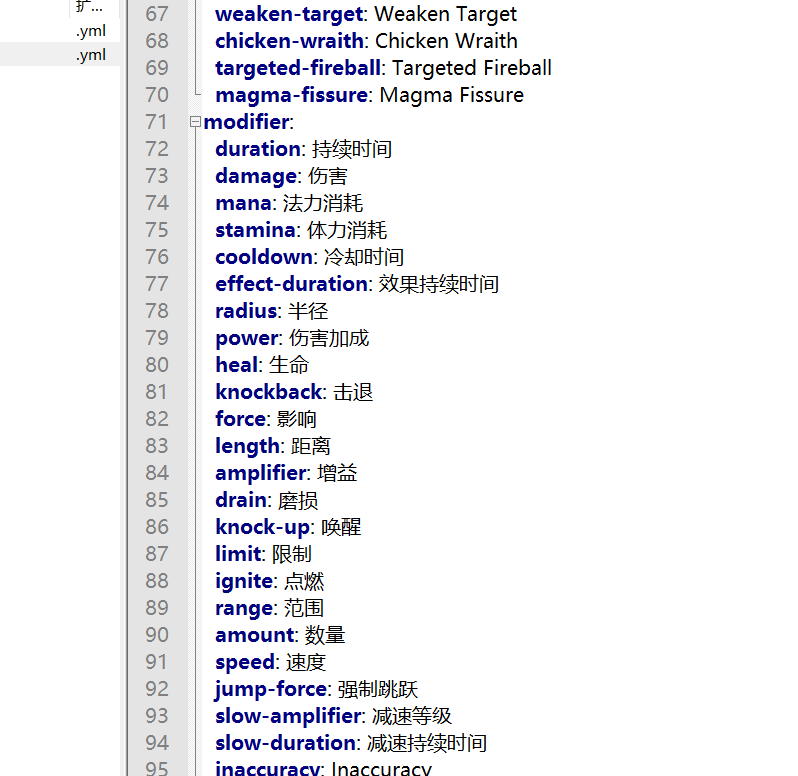 扩...
.yml
.yml
67 weaken-target: Weaken Target
68 chicken-wraith: Chicken Wraith
69 targeted-fireball: Targeted Fireball
70 magma-fissure: Magma Fissure
71 modifier:
72 duration: 持续时间
73 damage: 伤害
74 mana: 法力消耗
75 stamina: 体力消耗
76 cooldown: 冷却时间
77 effect-duration: 效果持续时间
78 radius: 半径
79 power: 伤害加成
80 heal: 生命
81 knockback: 击退
82 force: 影响
83 length: 距离
84 amplifier: 增益
85 drain: 磨损
86 knock-up: 唤醒
87 limit: 限制
88 ignite: 点燃
89 range: 范围
90 amount: 数量
91 speed: 速度
92 jump-force: 强制跳跃
93 slow-amplifier: 减速等级
94 slow-duration: 减速持续时间
95 inaccuracy: Inaccuracy